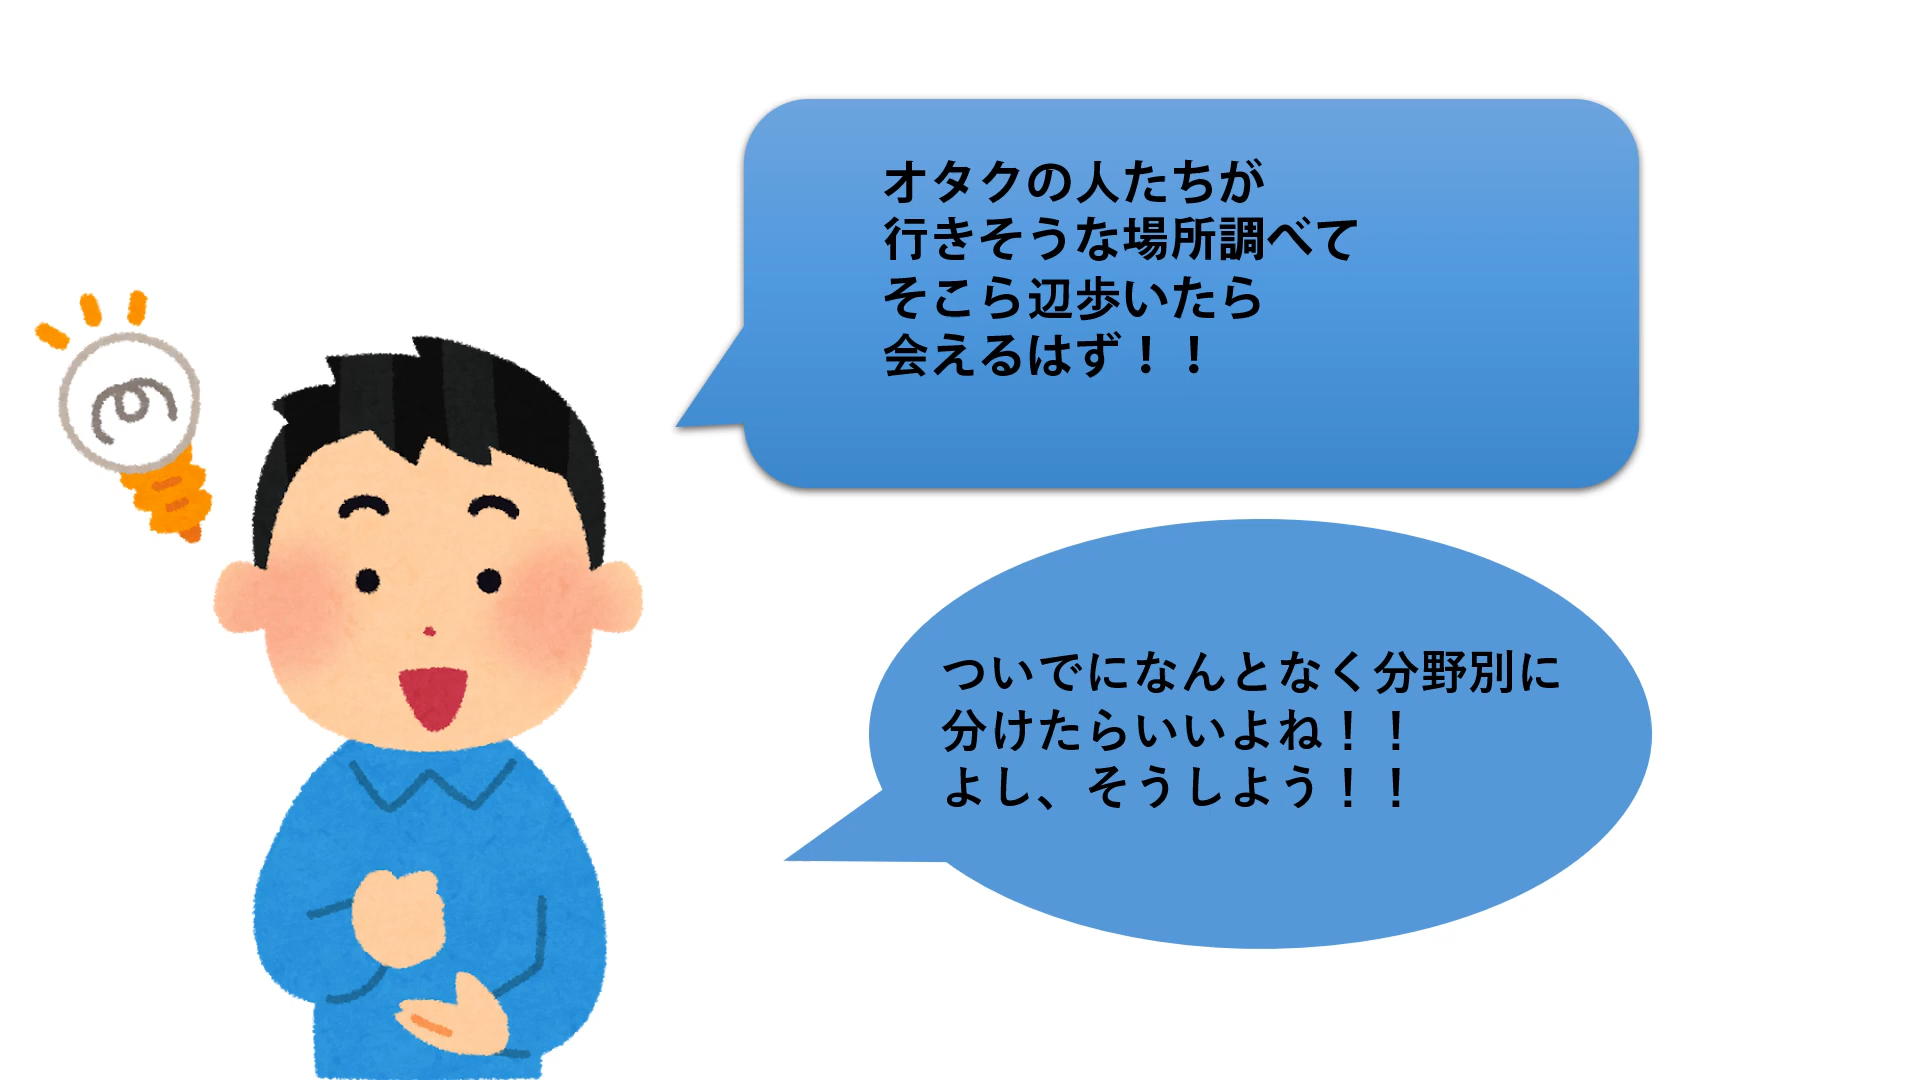 オタクの人たちが
行きそうな場所調べて
そこら辺歩いたら
会えるはず！！
ついでになんとなく分野別に
分けたらいいよね！！
よし、そうしよう！！